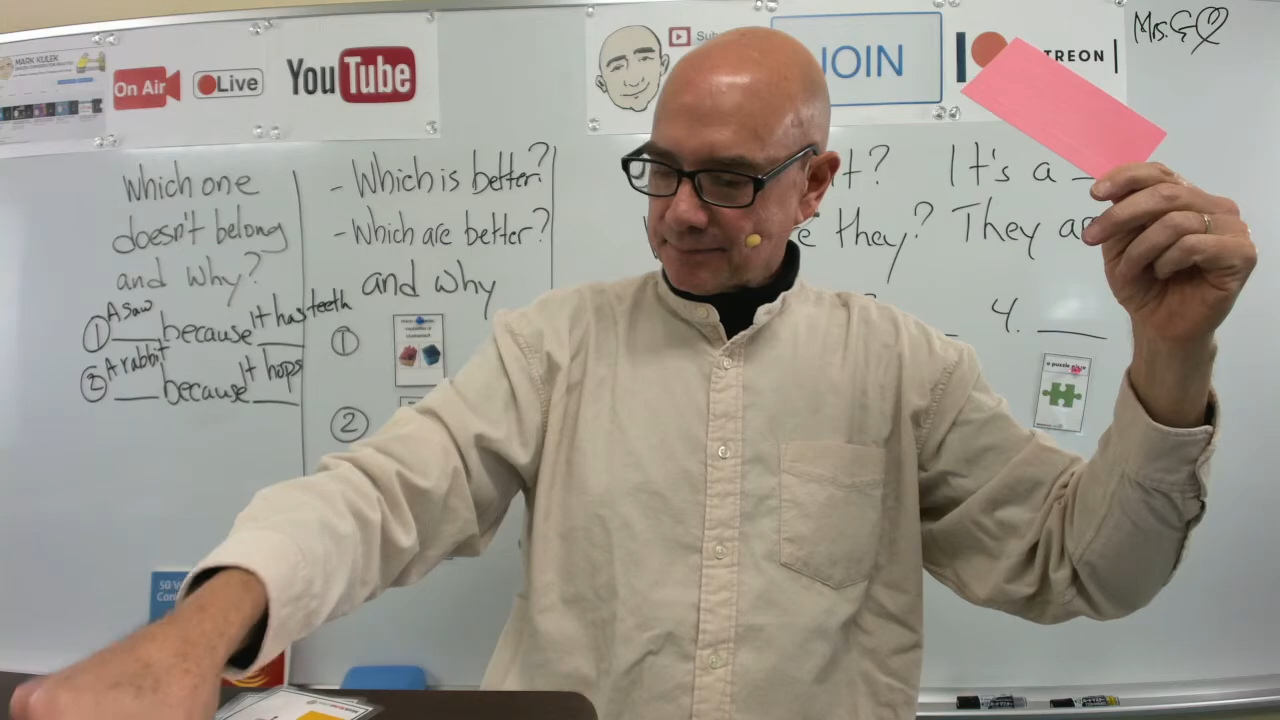 MARK KULEK
On Air
Live
YouTube
JOIN
TREON
Mrs. G
Which one
doesn't belong
and why?
① A saw because It has teeth
② A rabbit because It hops
- Which is better?
- Which are better?
and why
①
②
It's a
they? They
4.
a puzzle piece
50